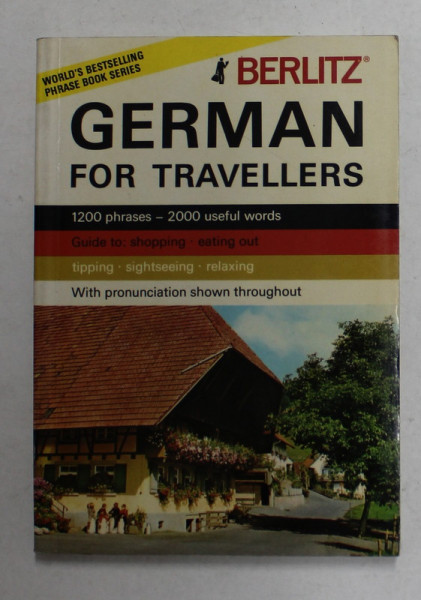 WORLD'S BESTSELLING
PHRASE BOOK SERIES
BERLITZ®
GERMAN
FOR TRAVELLERS
1200 phrases – 2000 useful words
Guide to: shopping · eating out
tipping · sightseeing · relaxing
With pronunciation shown throughout